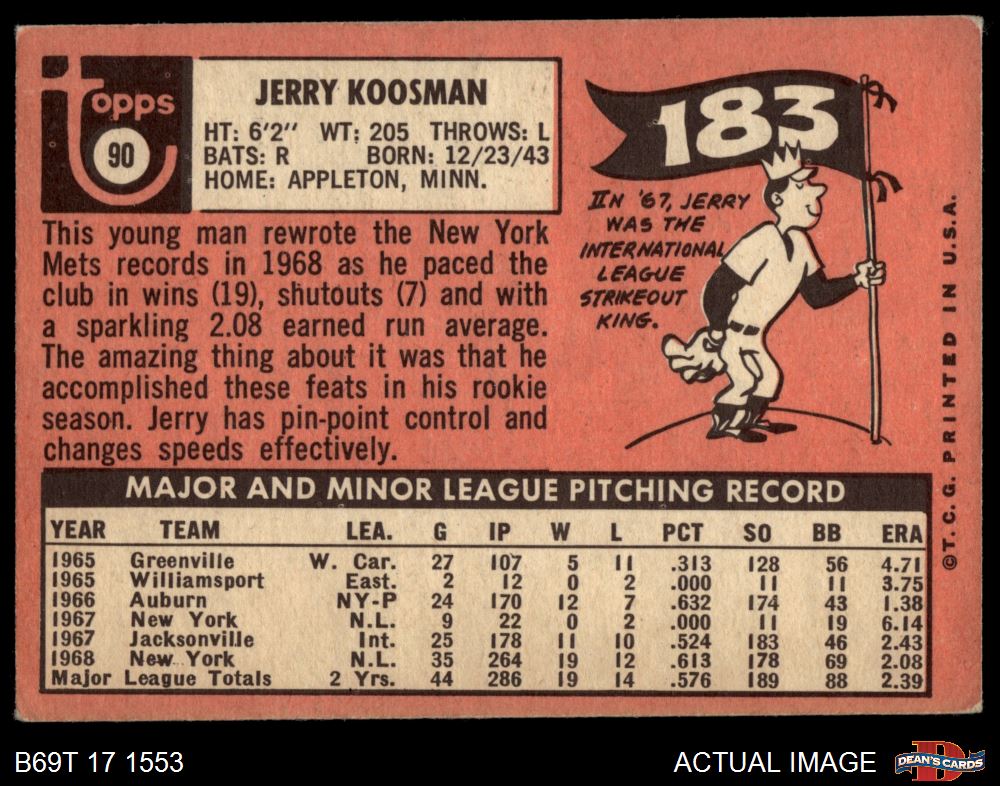 Topps
90
JERRY KOOSMAN
HT: 6'2" WT: 205 THROWS: L
BATS: R BORN: 12/23/43
HOME: APPLETON, MINN.
This young man rewrote the New York
Mets records in 1968 as he paced the
club in wins (19), shutouts (7) and with
a sparkling 2.08 earned run average.
The amazing thing about it was that he
accomplished these feats in his rookie
season. Jerry has pin-point control and
changes speeds effectively.
183
IN '67, JERRY
WAS THE
INTERNATIONAL
LEAGUE
STRIKEOUT
KING.
©T. C. G. PRINTED IN U.S.A.
MAJOR AND MINOR LEAGUE PITCHING RECORD
YEAR TEAM LEA. G IP W L PCT SO BB ERA
1965 Greenville W. Car. 27 107 5 11 .313 128 56 4.71
1965 Williamsport East. 2 12 0 2 .000 11 11 3.75
1966 Auburn NY-P 24 170 12 7 .632 174 43 1.38
1967 New York N.L. 9 22 0 2 .000 11 19 6.14
1967 Jacksonville Int. 25 178 11 10 .524 183 46 2.43
1968 New York N.L. 35 264 19 12 .613 178 69 2.08
Major League Totals 2 Yrs. 44 286 19 14 .576 189 88 2.39
B69T 17 1553
ACTUAL IMAGE
D
DEAN'S CARDS